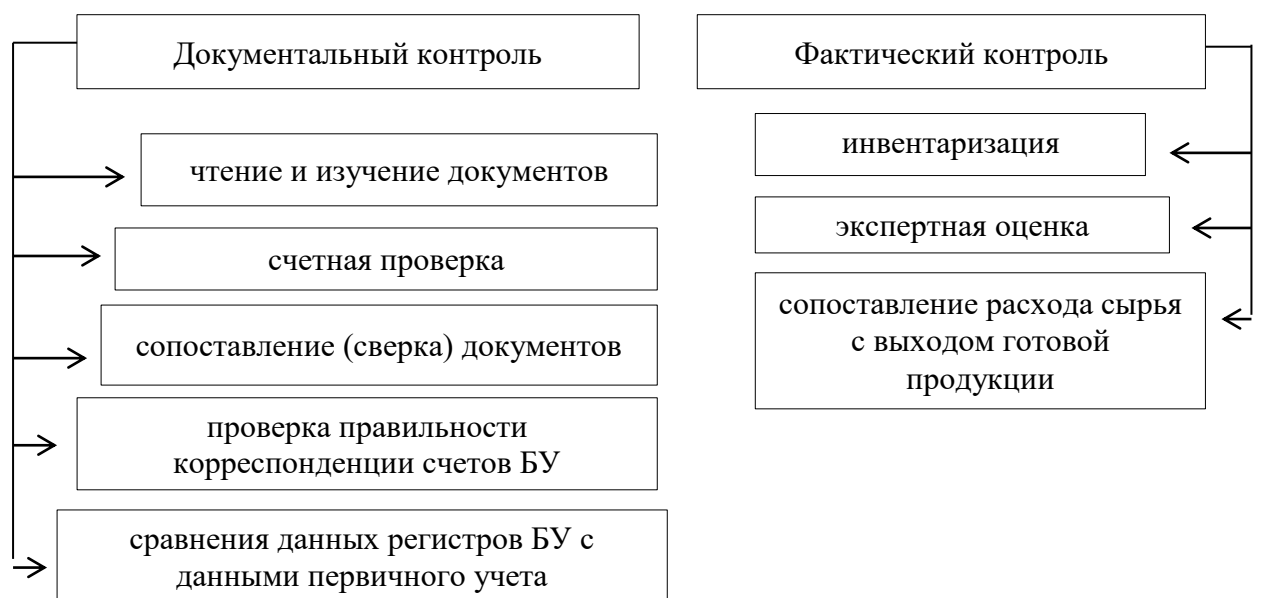 Документальный контроль
чтение и изучение документов
счетная проверка
сопоставление (сверка) документов
проверка правильности
корреспонденции счетов БУ
сравнения данных регистров БУ с
данными первичного учета
Фактический контроль
инвентаризация
экспертная оценка
сопоставление расхода сырья
с выходом готовой
продукции